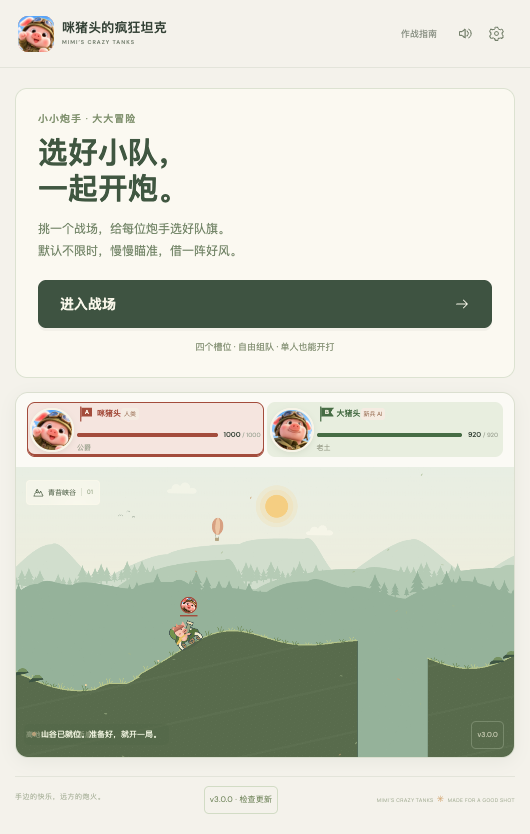 咪猪头的疯狂坦克
MIMI'S CRAZY TANKS
作战指南
小小炮手 · 大大冒险
选好小队，
一起开炮。
挑一个战场，给每位炮手选好队旗。
默认不限时，慢慢瞄准，借一阵好风。
进入战场
四个槽位 · 自由组队 · 单人也能开打
A 咪猪头 人类
1000 / 1000
公爵
B 大猪头 新兵 AI
920 / 920
老土
青苔峡谷 01
山谷已就位。准备好，就开一局。
v3.0.0
手边的快乐，远方的炮火。
v3.0.0 · 检查更新
MIMI'S CRAZY TANKS MADE FOR A GOOD SHOT